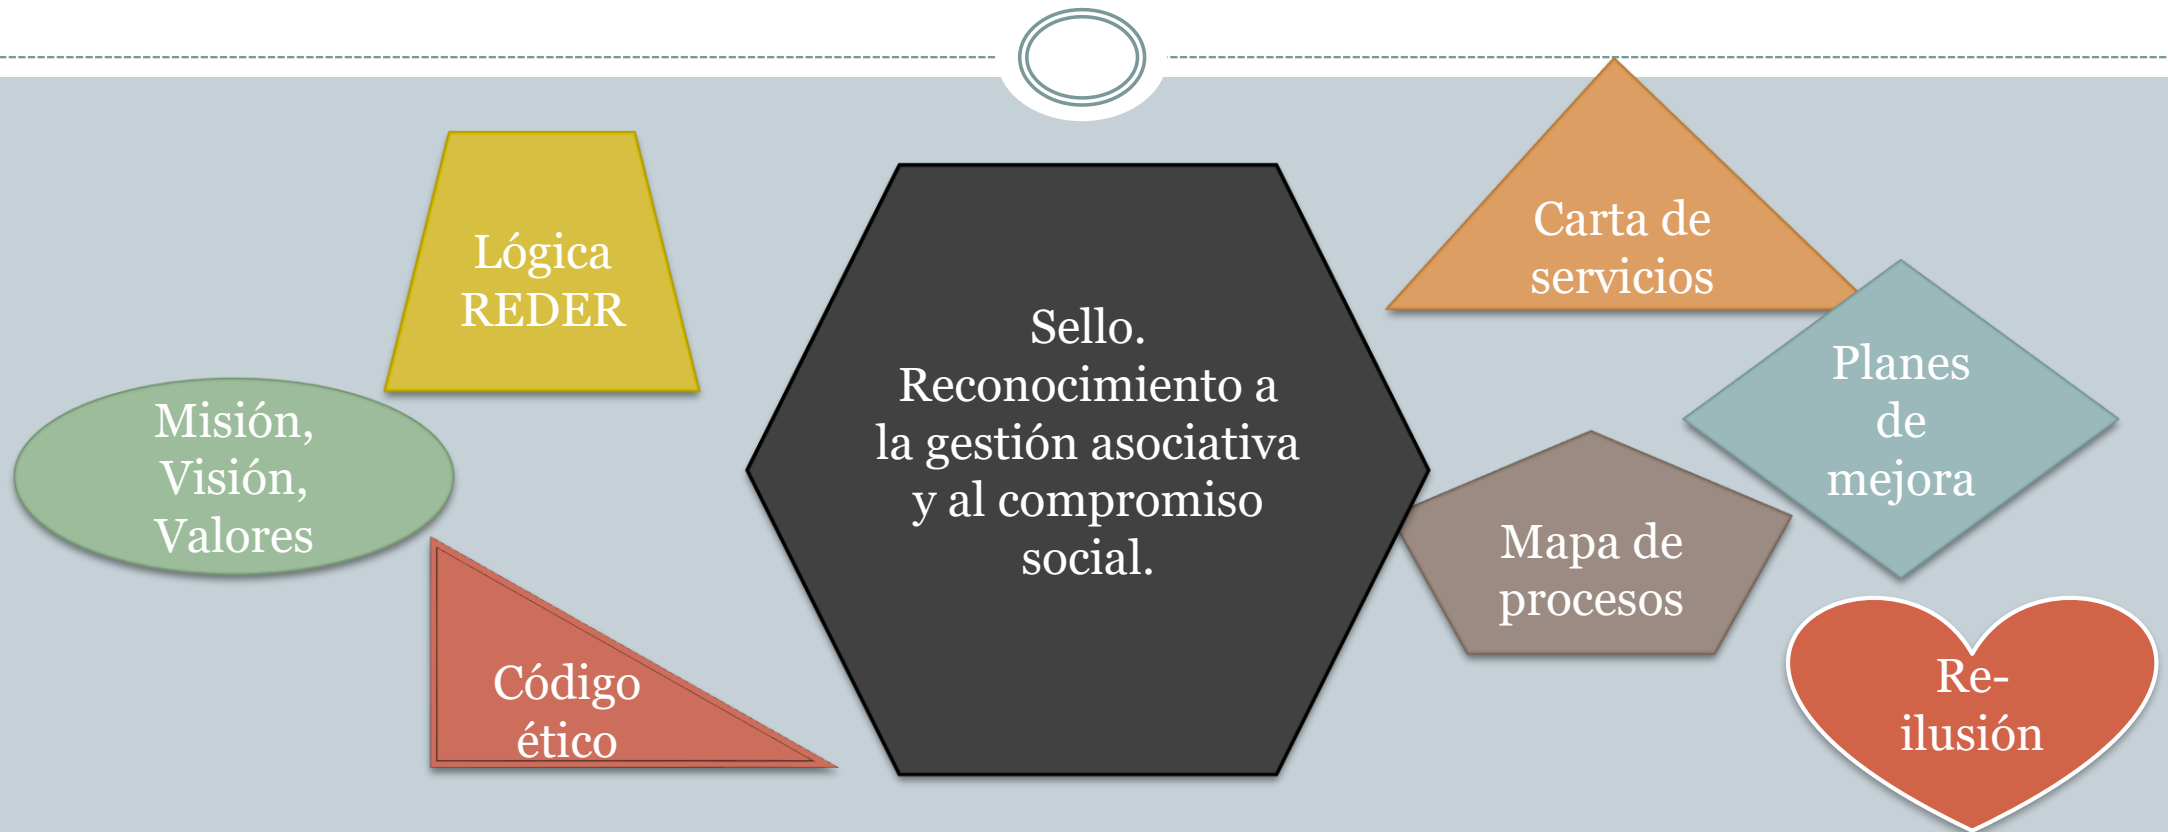 Lógica
REDER
Misión,
Visión,
Valores
Código
ético
Sello.
Reconocimiento a
la gestión asociativa
y al compromiso
social.
Carta de
servicios
Planes
de
mejora
Mapa de
procesos
Re-
ilusión